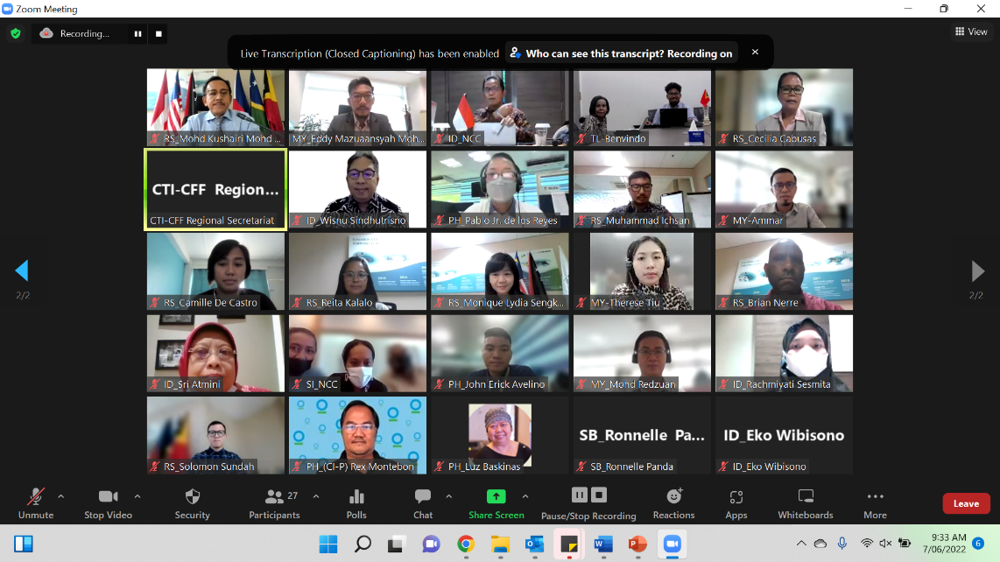 Zoom Meeting
Recording...
View
Live Transcription (Closed Captioning) has been enabled
Who can see this transcript? Recording on
RS_Mohd Kushairi Mohd ...
MY_Eddy Mazuaansyah Moh...
ID_NCC
TL-Benvindo
RS_Cecilia Cabusas
CTI-CFF Region...
CTI-CFF Regional Secretariat
ID_Wisnu Sindhutrisno
PH_Pablo Jr. de los Reyes
RS_Muhammad Ichsan
MY-Ammar
2/2
2/2
RS_Camille De Castro
RS_Reita Kalalo
RS_Monique Lydia Sengk...
MY-Therese Tiu
RS_Brian Nerre
ID_Sri Atmini
SI_NCC
PH_John Erick Avelino
MY_Mohd Redzuan
ID_Rachmiyati Sesmita
SB_Ronnelle Pa...
ID_Eko Wibisono
RS_Solomon Sundah
PH_(CI-P) Rex Montebon
PH_Luz Baskinas
SB_Ronnelle Panda
ID_Eko Wibisono
27
Unmute
Stop Video
Security
Participants
Polls
Chat
Share Screen
Pause/Stop Recording
Reactions
Apps
Whiteboards
More
Leave
9:33 AM
7/06/2022
6